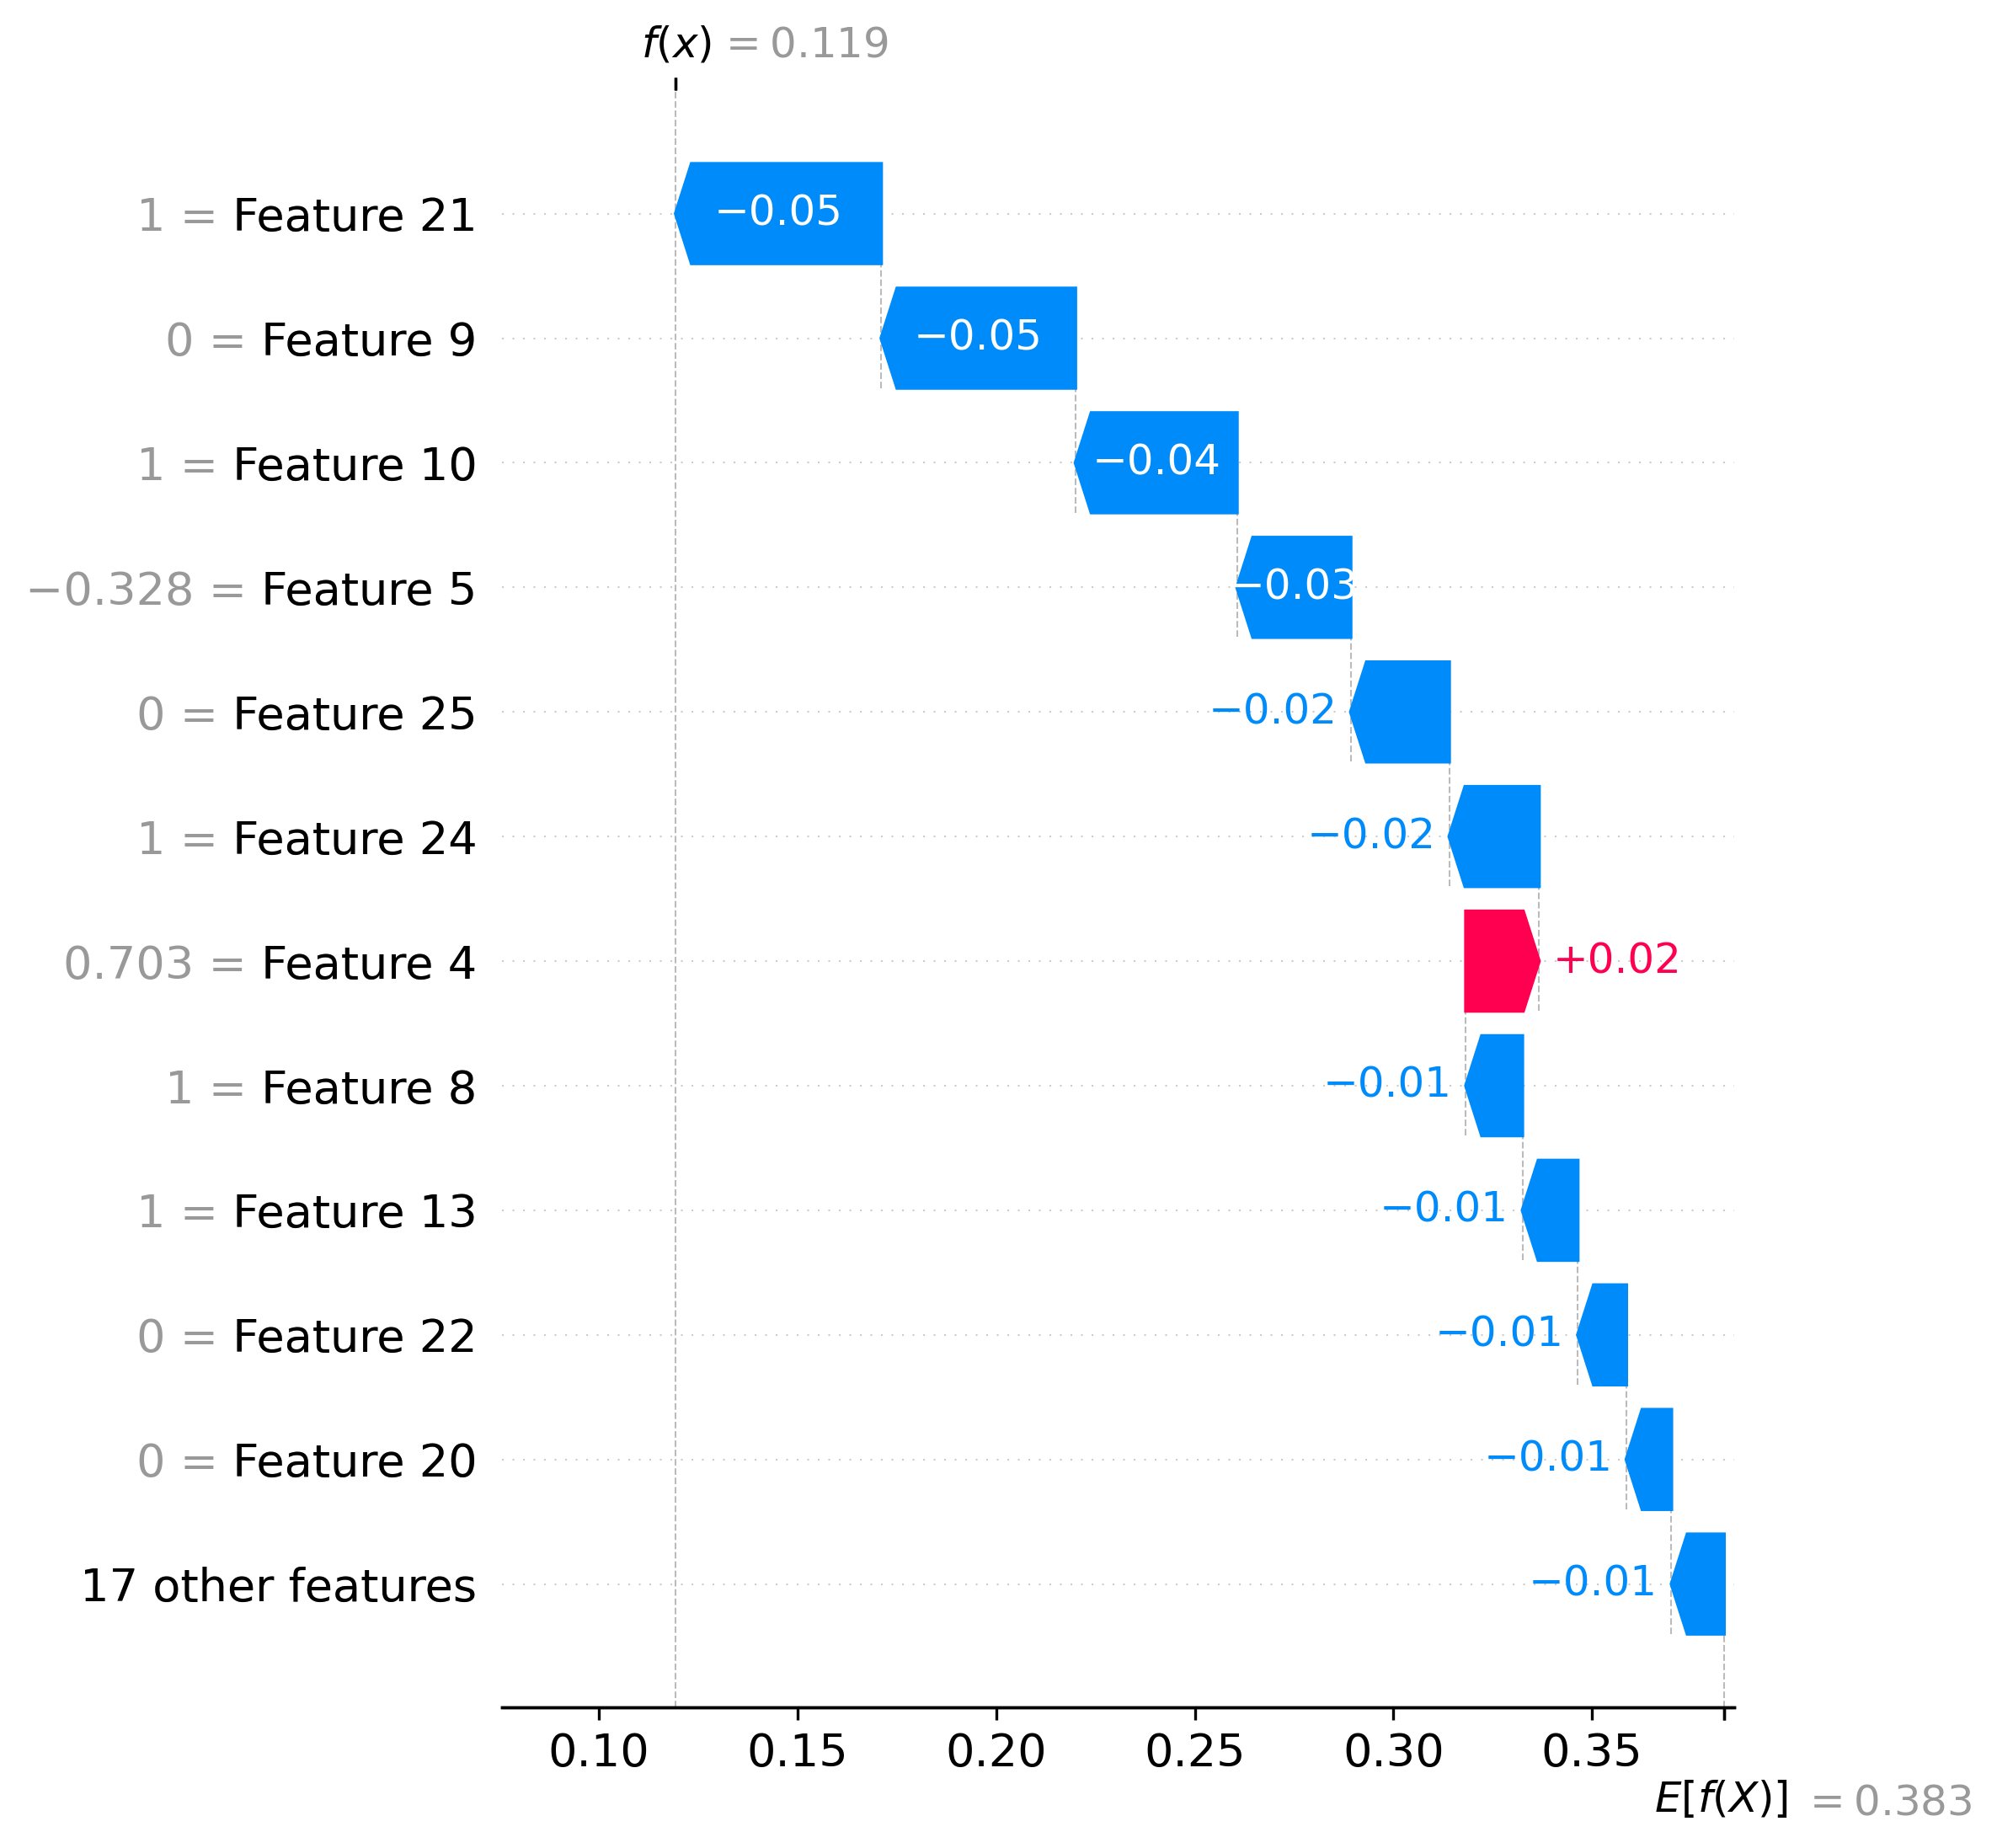 f(x) = 0.119
1 = Feature 21
−0.05
0 = Feature 9
−0.05
1 = Feature 10
−0.04
−0.328 = Feature 5
−0.03
0 = Feature 25
−0.02
1 = Feature 24
−0.02
0.703 = Feature 4
+0.02
1 = Feature 8
−0.01
1 = Feature 13
−0.01
0 = Feature 22
−0.01
0 = Feature 20
−0.01
17 other features
−0.01
0.10 0.15 0.20 0.25 0.30 0.35
E[f(X)] = 0.383